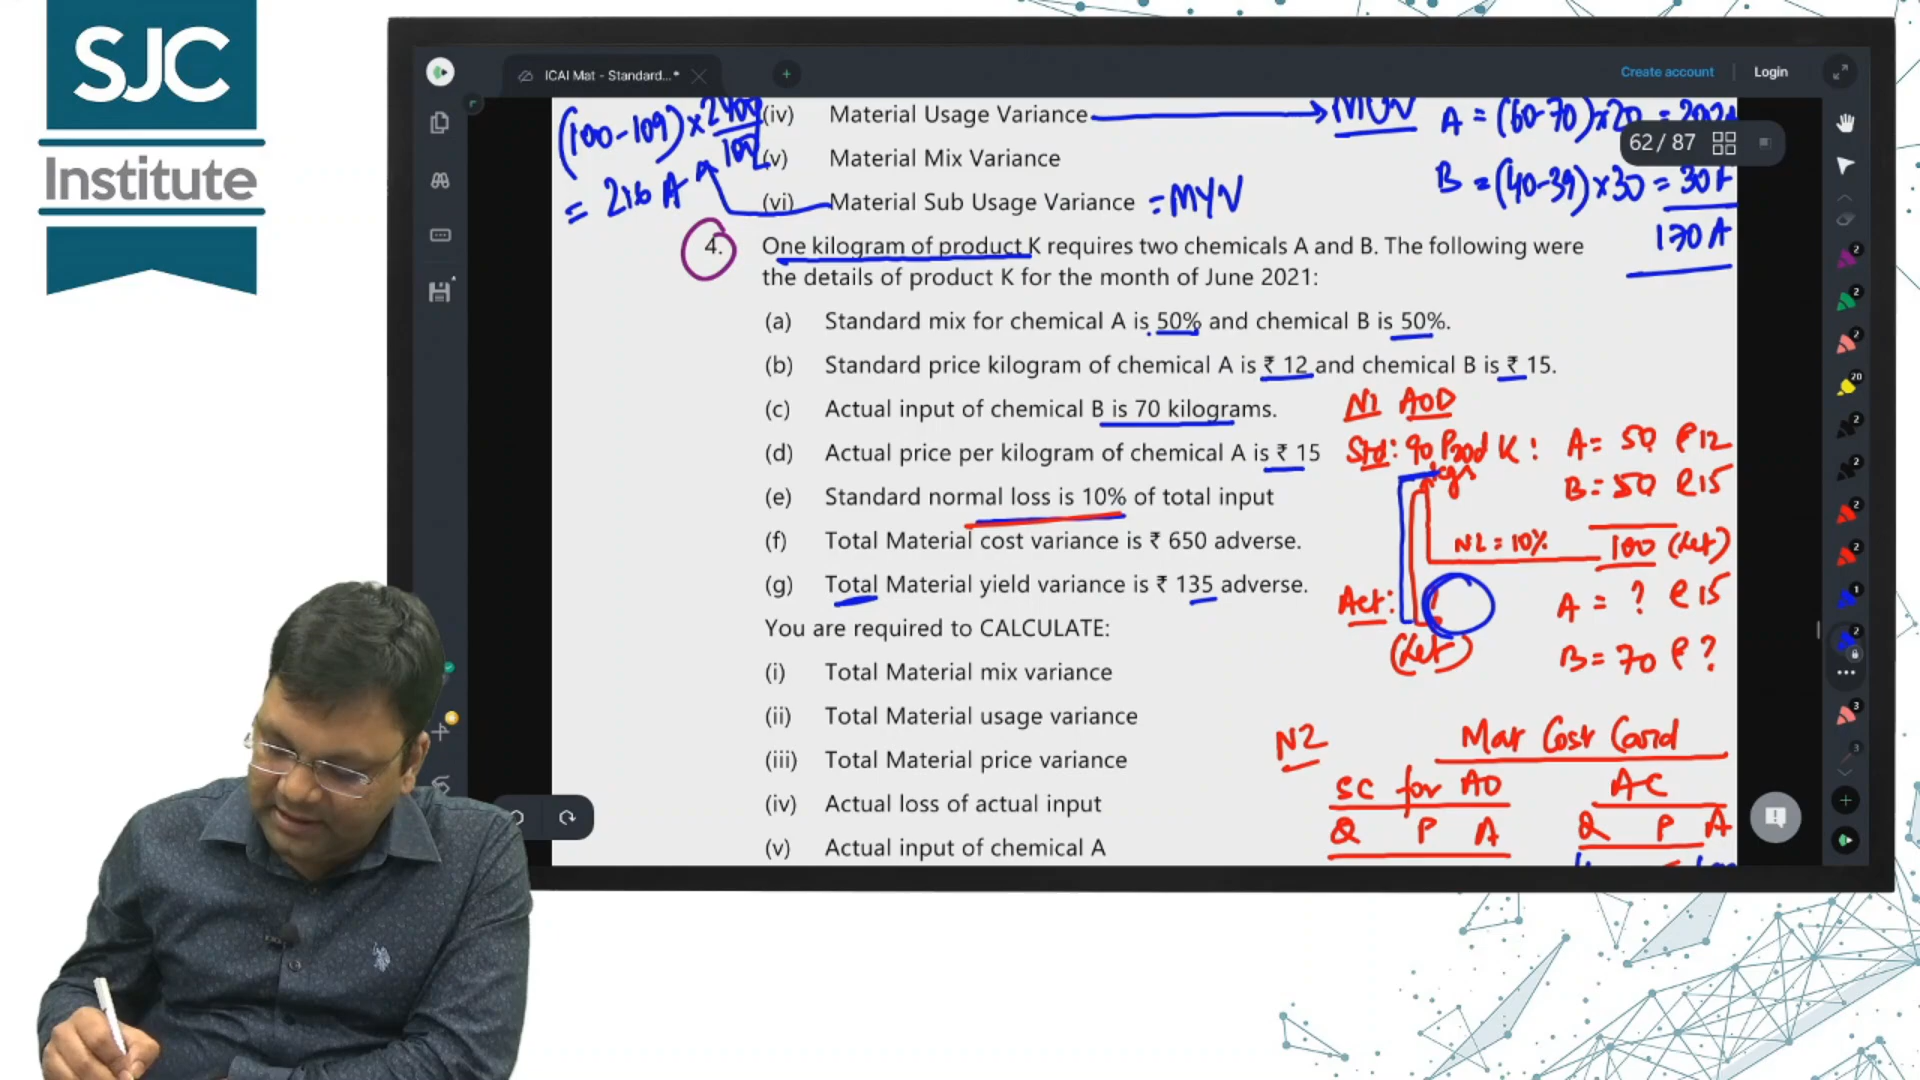 SJC
Institute
ICAI Mat - Standard...*
Create account
Login
62 / 87
(iv) Material Usage Variance
(v) Material Mix Variance
(vi) Material Sub Usage Variance = MYV
(100-109) × 2400/100
= 216 A
A = (60-70)×20 =
B = (40-39)×30 = 30F
170 A
4. One kilogram of product K requires two chemicals A and B. The following were
the details of product K for the month of June 2021:
(a) Standard mix for chemical A is 50% and chemical B is 50%.
(b) Standard price kilogram of chemical A is ₹ 12 and chemical B is ₹ 15.
(c) Actual input of chemical B is 70 kilograms.
(d) Actual price per kilogram of chemical A is ₹ 15
(e) Standard normal loss is 10% of total input
(f) Total Material cost variance is ₹ 650 adverse.
(g) Total Material yield variance is ₹ 135 adverse.
You are required to CALCULATE:
(i) Total Material mix variance
(ii) Total Material usage variance
(iii) Total Material price variance
(iv) Actual loss of actual input
(v) Actual input of chemical A
N1 AOD
Std: 90 Prod K : A = 50 @12
kgs B = 50 @15
NL = 10% 100 (Let)
Act: A = ? @15
(Let) B = 70 @ ?
N2 Mat Cost Card
SC for AO AC
Q P A Q P A